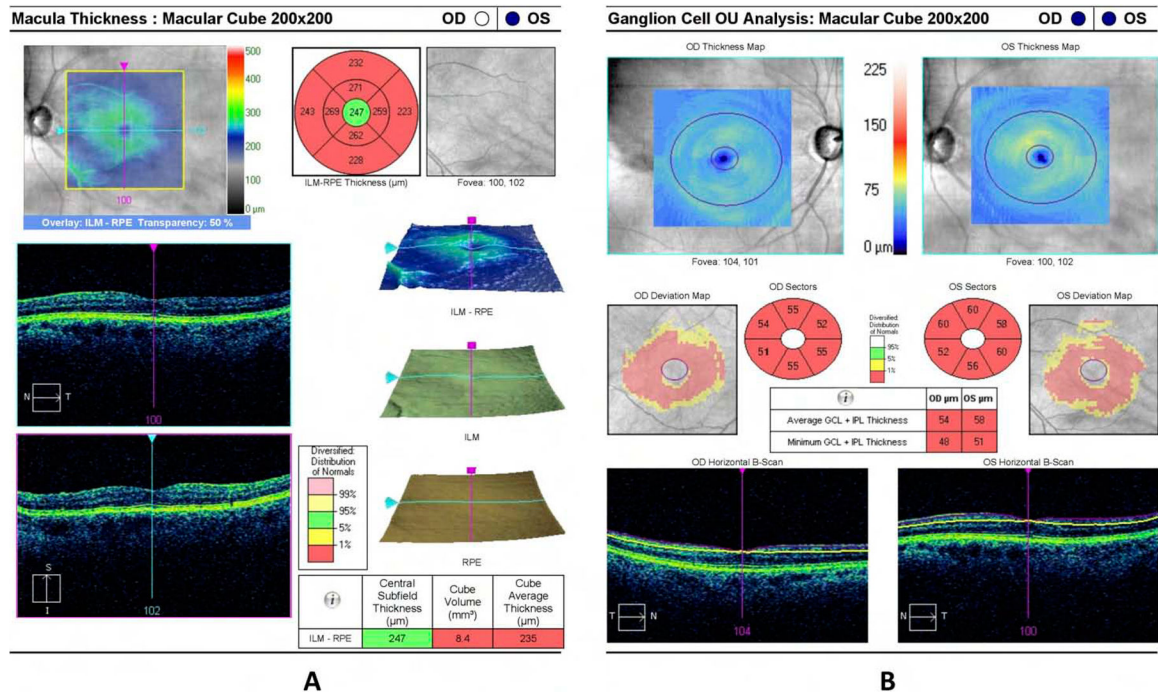 Macula Thickness : Macular Cube 200x200 OD OS
500
400
300
200
100
0 µm
100
Overlay: ILM - RPE Transparency: 50 %
232
271
243 269 247 259 223
262
228
ILM-RPE Thickness (µm)
Fovea: 100, 102
ILM - RPE
N T
100
ILM
S
I
102
Diversified:
Distribution
of Normals
99%
95%
5%
1%
RPE
Central Subfield Thickness (µm) Cube Volume (mm³) Cube Average Thickness (µm)
ILM - RPE 247 8.4 235
A
Ganglion Cell OU Analysis: Macular Cube 200x200 OD OS
OD Thickness Map
OS Thickness Map
225
150
75
0 µm
Fovea: 104, 101
Fovea: 100, 102
OD Deviation Map
OD Sectors
OS Sectors
OS Deviation Map
55
54 52
51 55
55
Diversified:
Distribution
of Normals
95%
5%
1%
60
60 58
52 60
56
OD µm OS µm
Average GCL + IPL Thickness 54 58
Minimum GCL + IPL Thickness 48 51
OD Horizontal B-Scan
OS Horizontal B-Scan
T N
104
N T
100
B